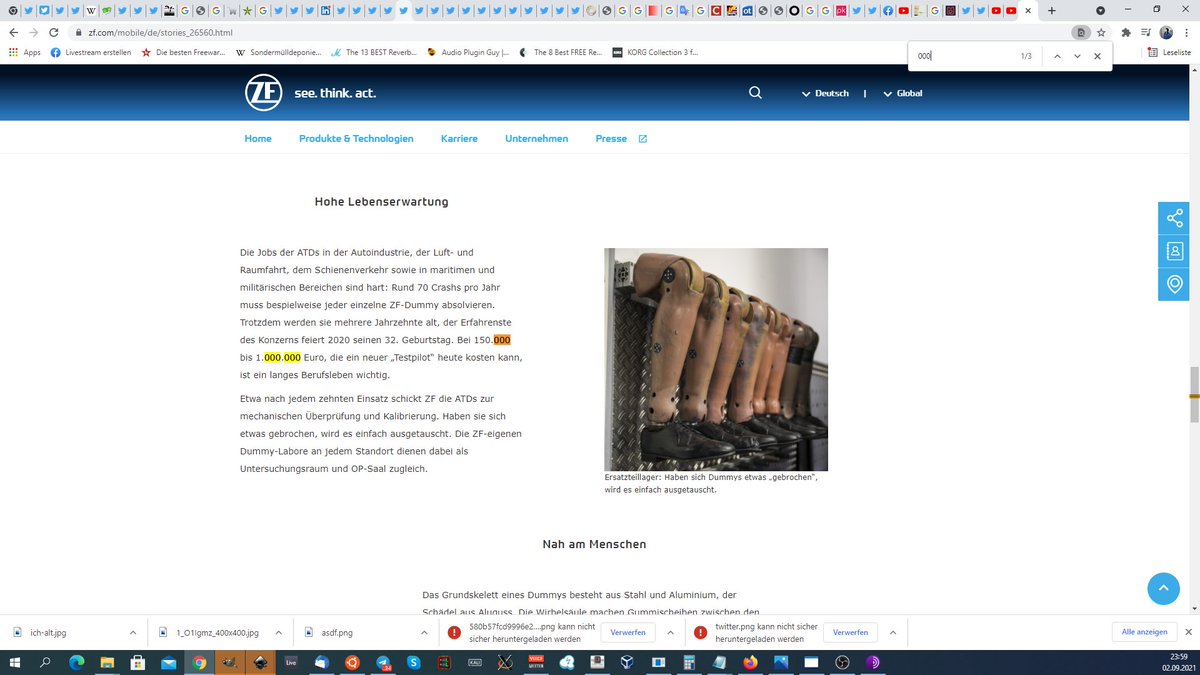 zf.com/mobile/de/stories_26560.html
Apps
Livestream erstellen
Die besten Freewar...
Sondermülldeponie...
The 13 BEST Reverb...
Audio Plugin Guy |...
The 8 Best FREE Re...
KORG Collection 3 f...
Leseliste
000
1/3
ZF
see. think. act.
Deutsch
|
Global
Home
Produkte & Technologien
Karriere
Unternehmen
Presse
Hohe Lebenserwartung
Die Jobs der ATDs in der Autoindustrie, der Luft- und
Raumfahrt, dem Schienenverkehr sowie in maritimen und
militärischen Bereichen sind hart: Rund 70 Crashs pro Jahr
muss bespielweise jeder einzelne ZF-Dummy absolvieren.
Trotzdem werden sie mehrere Jahrzehnte alt, der Erfahrenste
des Konzerns feiert 2020 seinen 32. Geburtstag. Bei 150.000
bis 1.000.000 Euro, die ein neuer „Testpilot“ heute kosten kann,
ist ein langes Berufsleben wichtig.
Etwa nach jedem zehnten Einsatz schickt ZF die ATDs zur
mechanischen Überprüfung und Kalibrierung. Haben sie sich
etwas gebrochen, wird es einfach ausgetauscht. Die ZF-eigenen
Dummy-Labore an jedem Standort dienen dabei als
Untersuchungsraum und OP-Saal zugleich.
Ersatzteillager: Haben sich Dummys etwas „gebrochen“,
wird es einfach ausgetauscht.
Nah am Menschen
Das Grundskelett eines Dummys besteht aus Stahl und Aluminium, der
Schädel aus Aluguss. Die Wirbelsäule machen Gummischeiben zwischen den
ich-alt.jpg
1_O1Igmz_400x400.jpg
asdf.png
580b57fcd9996e2....png kann nicht
sicher heruntergeladen werden
Verwerfen
twitter.png kann nicht sicher
heruntergeladen werden
Verwerfen
Alle anzeigen
Live
23:59
02.09.2021